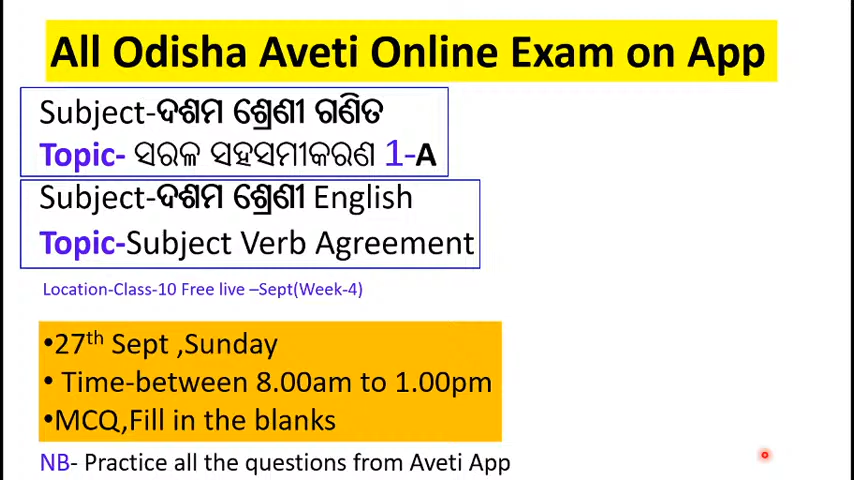 All Odisha Aveti Online Exam on App
Subject-ଦଶମ ଶ୍ରେଣୀ ଗଣିତ
Topic- ସରଳ ସହସମୀକରଣ 1-A
Subject-ଦଶମ ଶ୍ରେଣୀ English
Topic-Subject Verb Agreement
Location-Class-10 Free live –Sept(Week-4)
•27th Sept ,Sunday
• Time-between 8.00am to 1.00pm
•MCQ,Fill in the blanks
NB- Practice all the questions from Aveti App